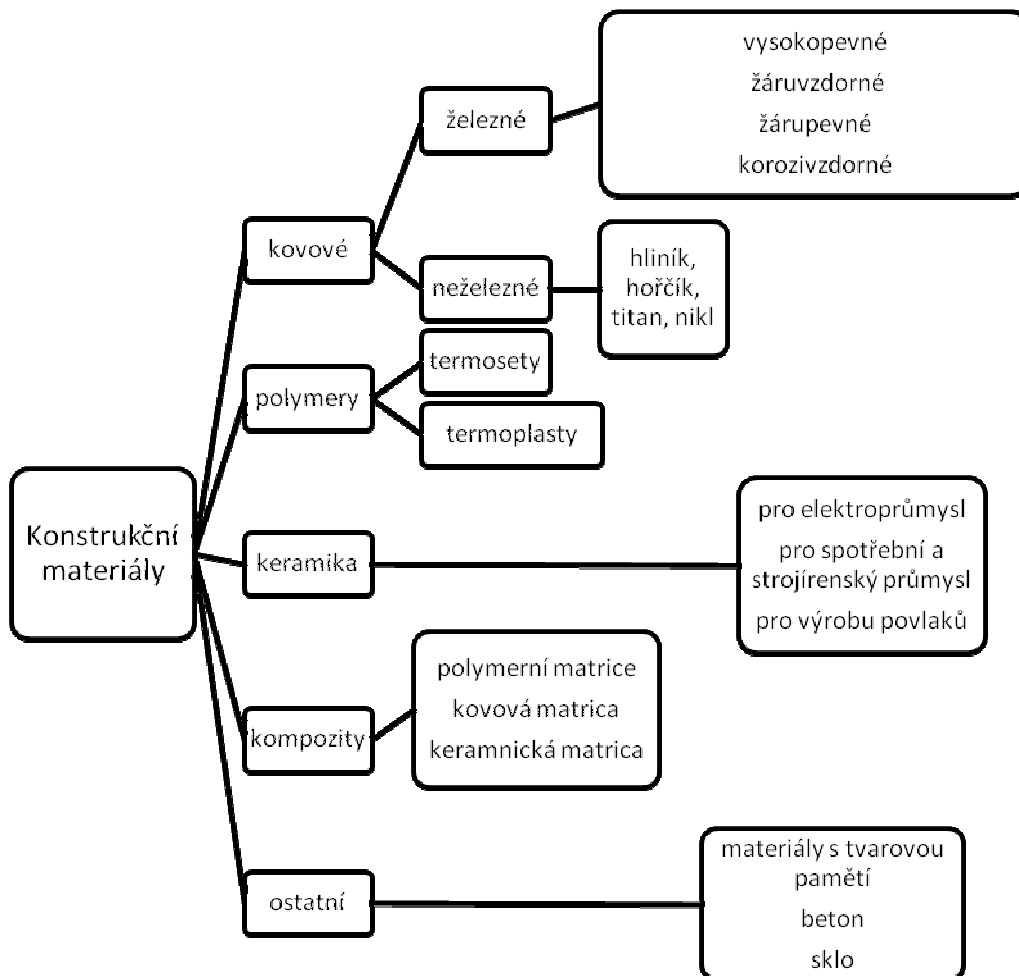 Konstrukční
materiály
kovové
železné
vysokopevné
žáruvzdorné
žárupevné
korozivzdorné
neželezné
hliník,
hořčík,
titan, nikl
polymery
termosety
termoplasty
keramika
pro elektroprůmysl
pro spotřební a
strojírenský průmysl
pro výrobu povlaků
kompozity
polymerní matrice
kovová matrica
keramnická matrica
ostatní
materiály s tvarovou
pamětí
beton
sklo